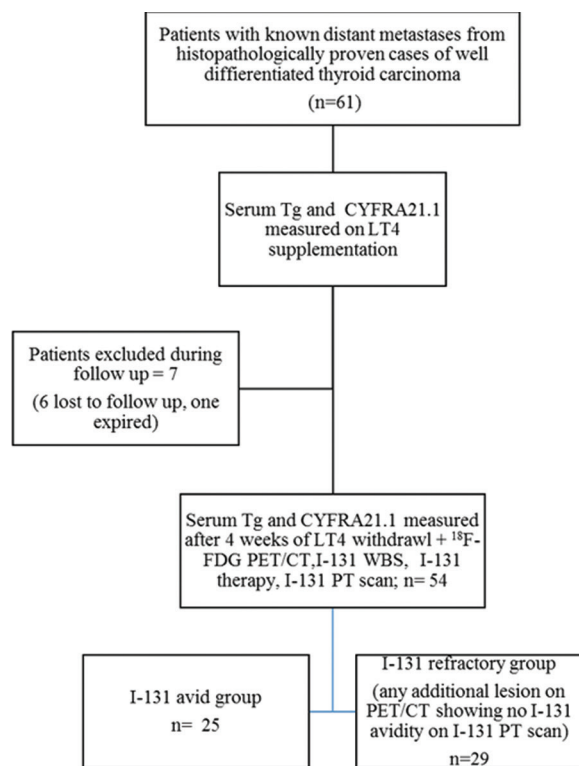 Patients with known distant metastases from
histopathologically proven cases of well
diffierentiated thyroid carcinoma
(n=61)
Serum Tg and CYFRA21.1
measured on LT4
supplementation
Patients excluded during
follow up = 7
(6 lost to follow up, one
expired)
Serum Tg and CYFRA21.1 measured
after 4 weeks of LT4 withdrawl + ¹⁸F-
FDG PET/CT,I-131 WBS, I-131
therapy, I-131 PT scan; n= 54
I-131 avid group
n= 25
I-131 refractory group
(any additional lesion on
PET/CT showing no I-131
avidity on I-131 PT scan)
n=29